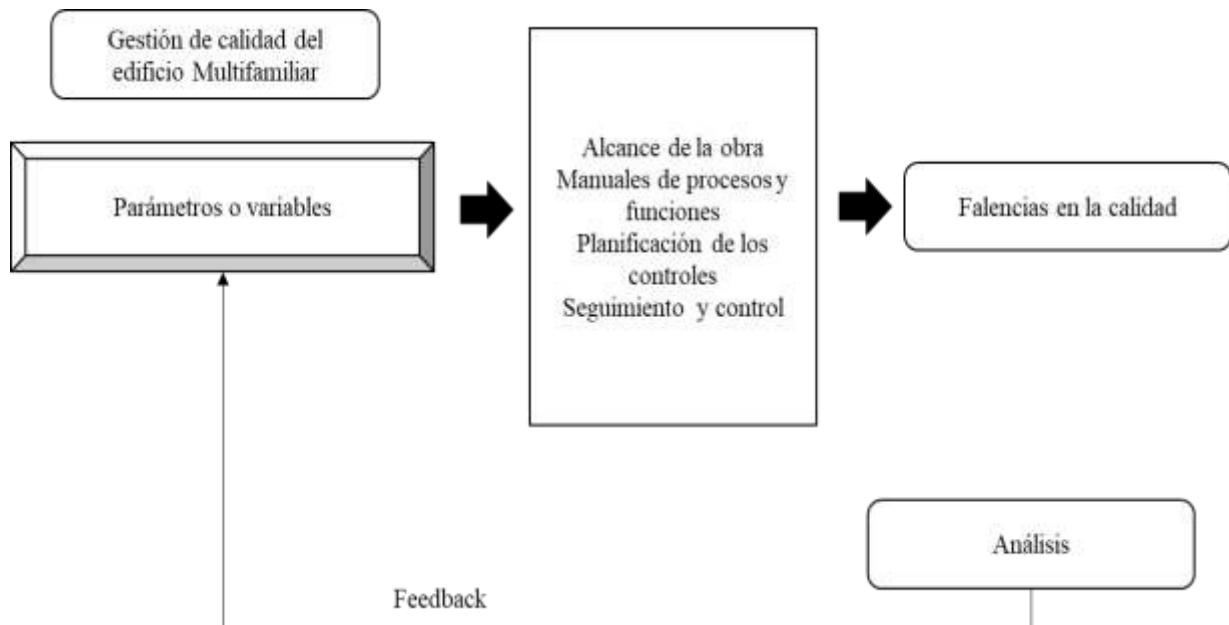 Gestión de calidad del
edificio Multifamiliar
Parámetros o variables
Alcance de la obra
Manuales de procesos y
funciones
Planificación de los
controles
Seguimiento y control
Falencias en la calidad
Análisis
Feedback